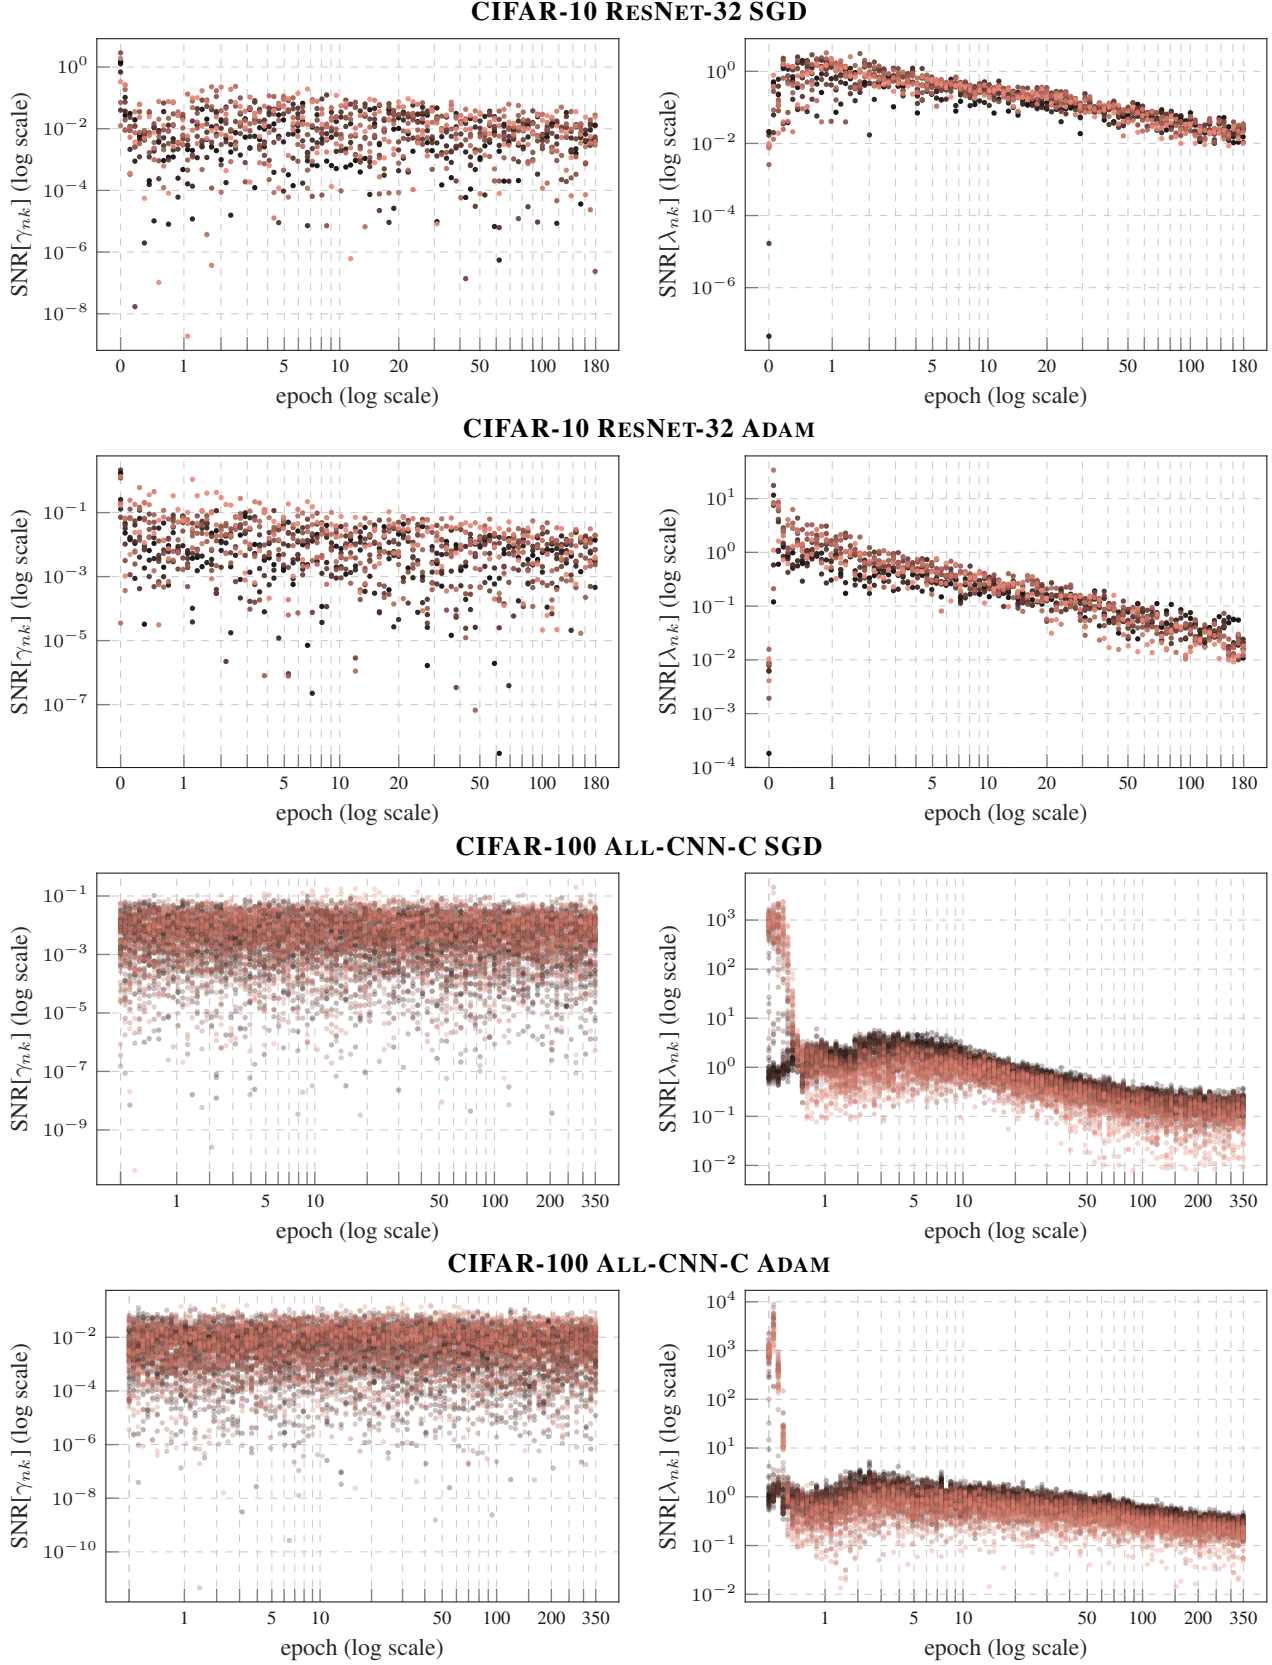 CIFAR-10 RESNET-32 SGD
SNR[γnk] (log scale)
10^0
10^−2
10^−4
10^−6
10^−8
0 1 5 10 20 50 100 180
epoch (log scale)
SNR[λnk] (log scale)
10^0
10^−2
10^−4
10^−6
0 1 5 10 20 50 100 180
epoch (log scale)
CIFAR-10 RESNET-32 ADAM
SNR[γnk] (log scale)
10^−1
10^−3
10^−5
10^−7
0 1 5 10 20 50 100 180
epoch (log scale)
SNR[λnk] (log scale)
10^1
10^0
10^−1
10^−2
10^−3
10^−4
0 1 5 10 20 50 100 180
epoch (log scale)
CIFAR-100 ALL-CNN-C SGD
SNR[γnk] (log scale)
10^−1
10^−3
10^−5
10^−7
10^−9
1 5 10 50 100 200 350
epoch (log scale)
SNR[λnk] (log scale)
10^3
10^2
10^1
10^0
10^−1
10^−2
1 5 10 50 100 200 350
epoch (log scale)
CIFAR-100 ALL-CNN-C ADAM
SNR[γnk] (log scale)
10^−2
10^−4
10^−6
10^−8
10^−10
1 5 10 50 100 200 350
epoch (log scale)
SNR[λnk] (log scale)
10^4
10^3
10^2
10^1
10^0
10^−1
10^−2
1 5 10 50 100 200 350
epoch (log scale)